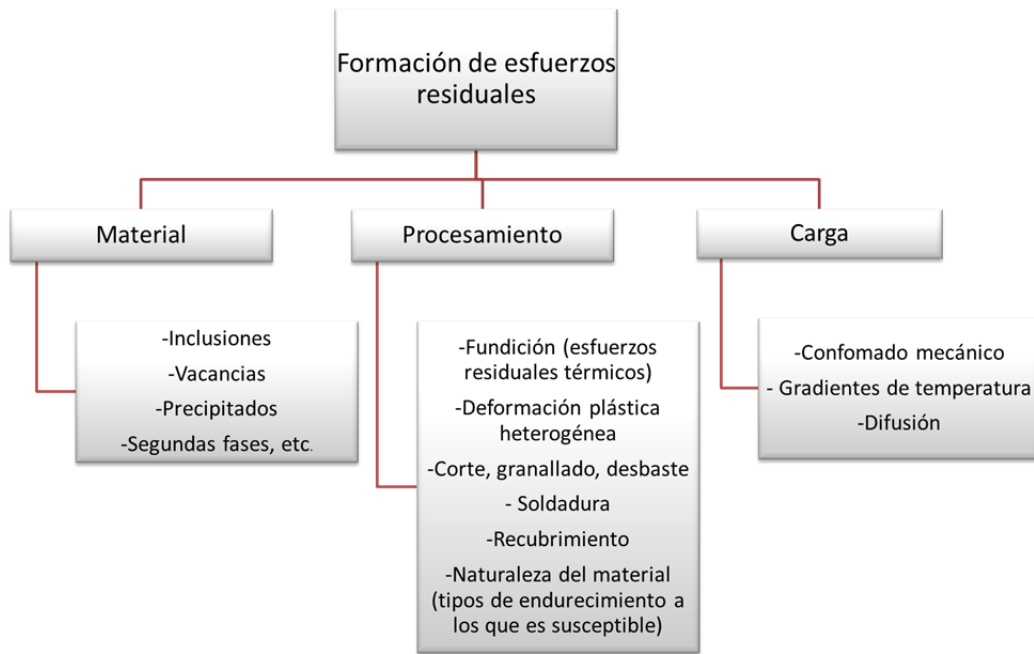 Formación de esfuerzos
residuales
Material
-Inclusiones
-Vacancias
-Precipitados
-Segundas fases, etc.
Procesamiento
-Fundición (esfuerzos
residuales térmicos)
-Deformación plástica
heterogénea
-Corte, granallado, desbaste
- Soldadura
-Recubrimiento
-Naturaleza del material
(tipos de endurecimiento a
los que es susceptible)
Carga
-Confomado mecánico
- Gradientes de temperatura
-Difusión